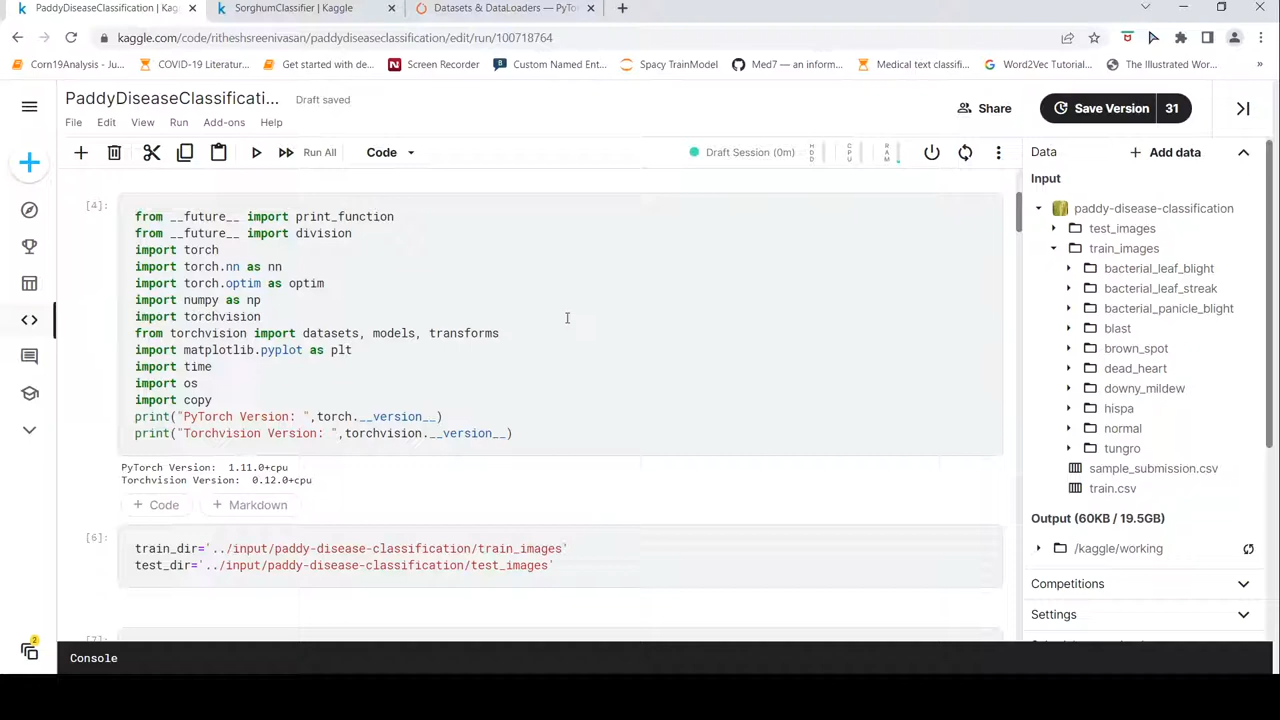 PaddyDiseaseClassification | Kag
SorghumClassifier | Kaggle
Datasets & DataLoaders — PyTo
kaggle.com/code/ritheshsreenivasan/paddydiseaseclassification/edit/run/100718764
Corn19Analysis - Ju...
COVID-19 Literatur...
Get started with de...
Screen Recorder
Custom Named Ent...
Spacy TrainModel
Med7 — an inform...
Medical text classifi...
Word2Vec Tutorial...
The Illustrated Wor...
»
PaddyDiseaseClassificati...
Draft saved
Share
Save Version
31
File
Edit
View
Run
Add-ons
Help
Run All
Code
Draft Session (0m)
HDD
CPU
RAM
Data
Add data
Input
paddy-disease-classification
test_images
train_images
bacterial_leaf_blight
bacterial_leaf_streak
bacterial_panicle_blight
blast
brown_spot
dead_heart
downy_mildew
hispa
normal
tungro
sample_submission.csv
train.csv
Output (60KB / 19.5GB)
/kaggle/working
Competitions
Settings
[4]:
from __future__ import print_function
from __future__ import division
import torch
import torch.nn as nn
import torch.optim as optim
import numpy as np
import torchvision
from torchvision import datasets, models, transforms
import matplotlib.pyplot as plt
import time
import os
import copy
print("PyTorch Version: ",torch.__version__)
print("Torchvision Version: ",torchvision.__version__)
PyTorch Version:  1.11.0+cpu
Torchvision Version:  0.12.0+cpu
+ Code
+ Markdown
[6]:
train_dir='../input/paddy-disease-classification/train_images'
test_dir='../input/paddy-disease-classification/test_images'
[7]:
2
Console